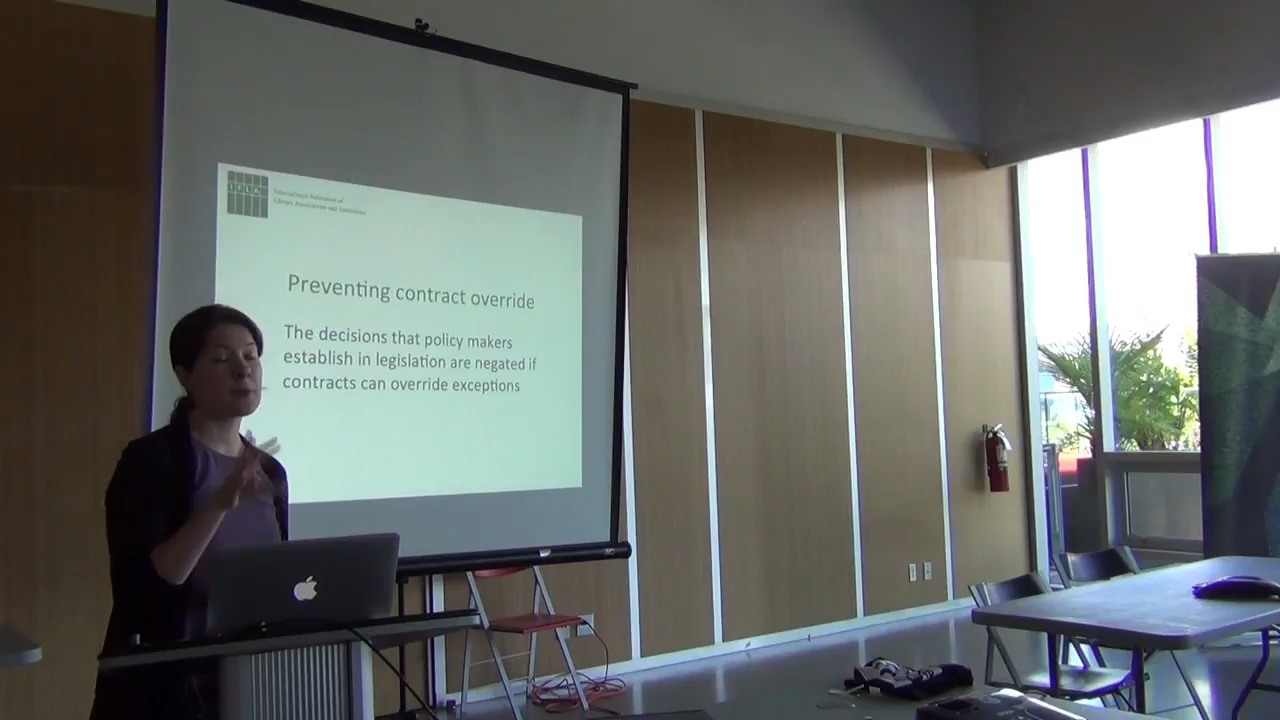 IFLA
International Federation of
Library Associations and Institutions
Preventing contract override
The decisions that policy makers
establish in legislation are negated if
contracts can override exceptions